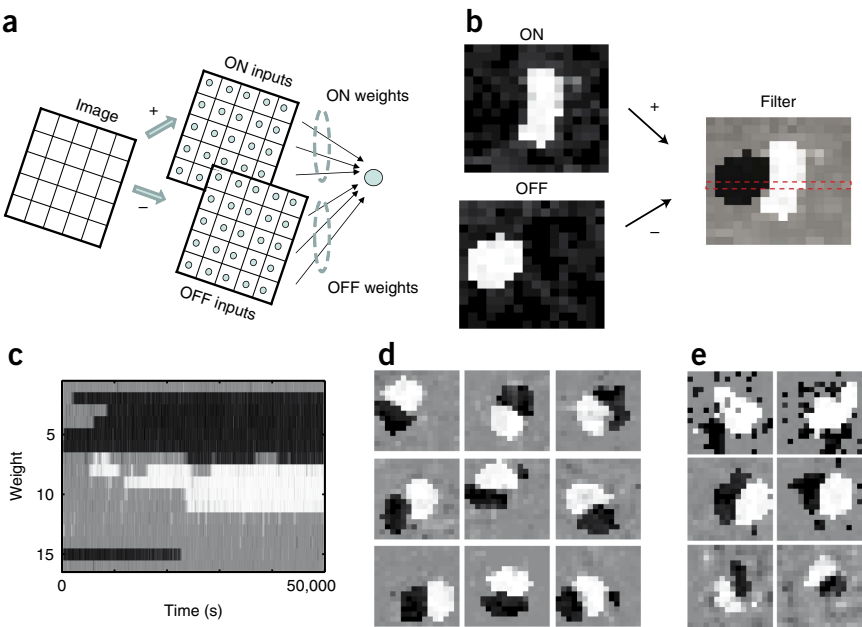 a
Image
+
−
ON inputs
OFF inputs
ON weights
OFF weights
b
ON
OFF
+
−
Filter
c
Weight
5
10
15
0
50,000
Time (s)
d
e